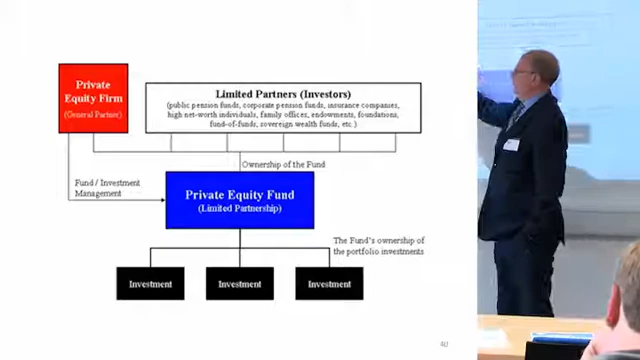 Private
Equity Firm
(General Partner)
Limited Partners (Investors)
(public pension funds, corporate pension funds, insurance companies,
high net-worth individuals, family offices, endowments, foundations,
fund-of-funds, sovereign wealth funds, etc.)
Ownership of the Fund
Fund / Investment
Management
Private Equity Fund
(Limited Partnership)
The Fund's ownership of
the portfolio investments
Investment
Investment
Investment
40